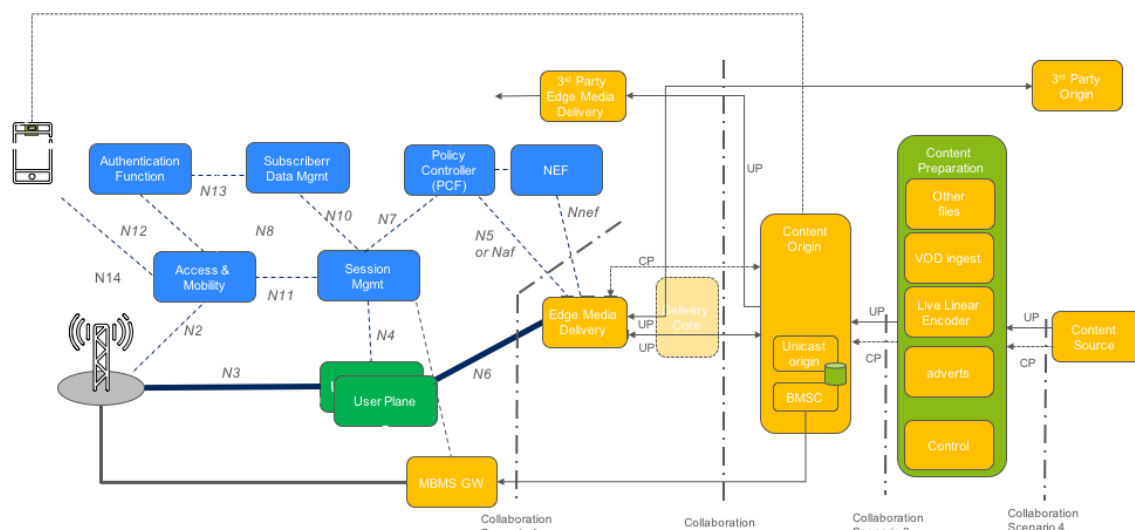 3rd Party
Edge Media
Delivery
3rd Party
Origin
Authentication
Function
N13
Subscriberr
Data Mgmt
Policy
Controller
(PCF)
NEF
UP
Content
Preparation
Other
files
N12
N8
N10
N7
N5
or Naf
Nnef
Content
Origin
VOD ingest
N14
Access &
Mobility
N11
Session
Mgmt
CP
Edge Media
Delivery
Delivery
Core
UP
UP
Live Linear
Encoder
UP
CP
UP
CP
Content
Source
N2
N4
Unicast
origin
adverts
N3
U
User Plane
N6
BMSC
Control
MBMS GW
Collaboration
Collaboration
Collaboration
Collaboration
Scenario 4